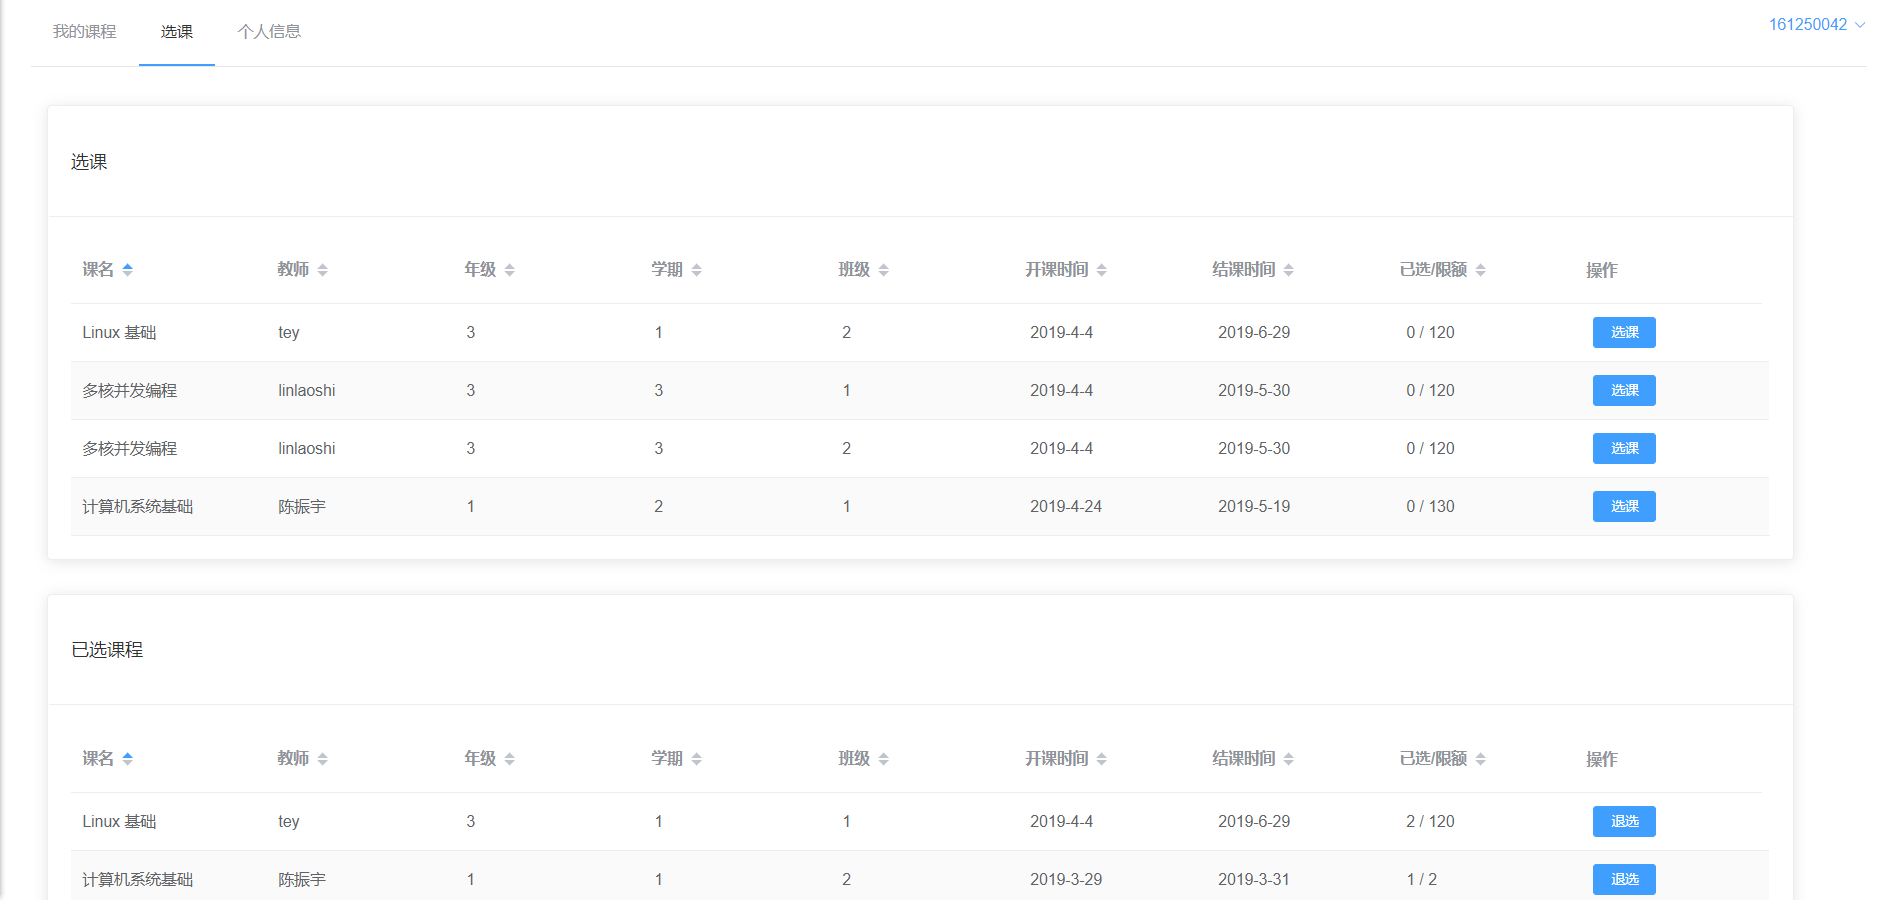 我的课程 选课 个人信息 161250042
选课
课名 教师 年级 学期 班级 开课时间 结课时间 已选/限额 操作
Linux 基础 tey 3 1 2 2019-4-4 2019-6-29 0 / 120 选课
多核并发编程 linlaoshi 3 3 1 2019-4-4 2019-5-30 0 / 120 选课
多核并发编程 linlaoshi 3 3 2 2019-4-4 2019-5-30 0 / 120 选课
计算机系统基础 陈振宇 1 2 1 2019-4-24 2019-5-19 0 / 130 选课
已选课程
课名 教师 年级 学期 班级 开课时间 结课时间 已选/限额 操作
Linux 基础 tey 3 1 1 2019-4-4 2019-6-29 2 / 120 退选
计算机系统基础 陈振宇 1 1 2 2019-3-29 2019-3-31 1 / 2 退选